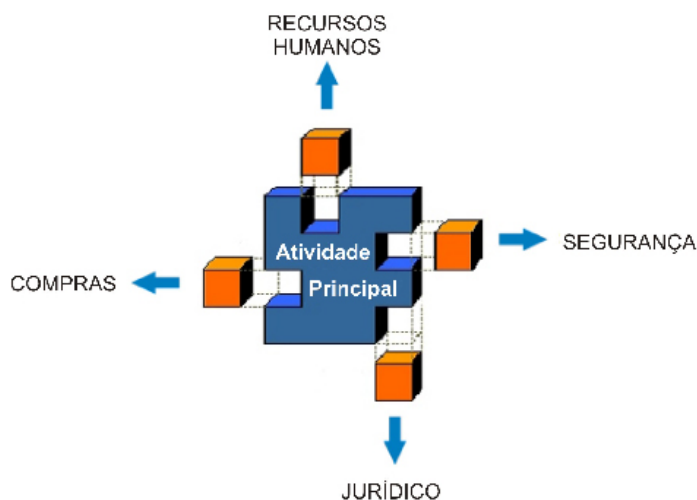 RECURSOS
HUMANOS
Atividade
Principal
SEGURANÇA
COMPRAS
JURÍDICO